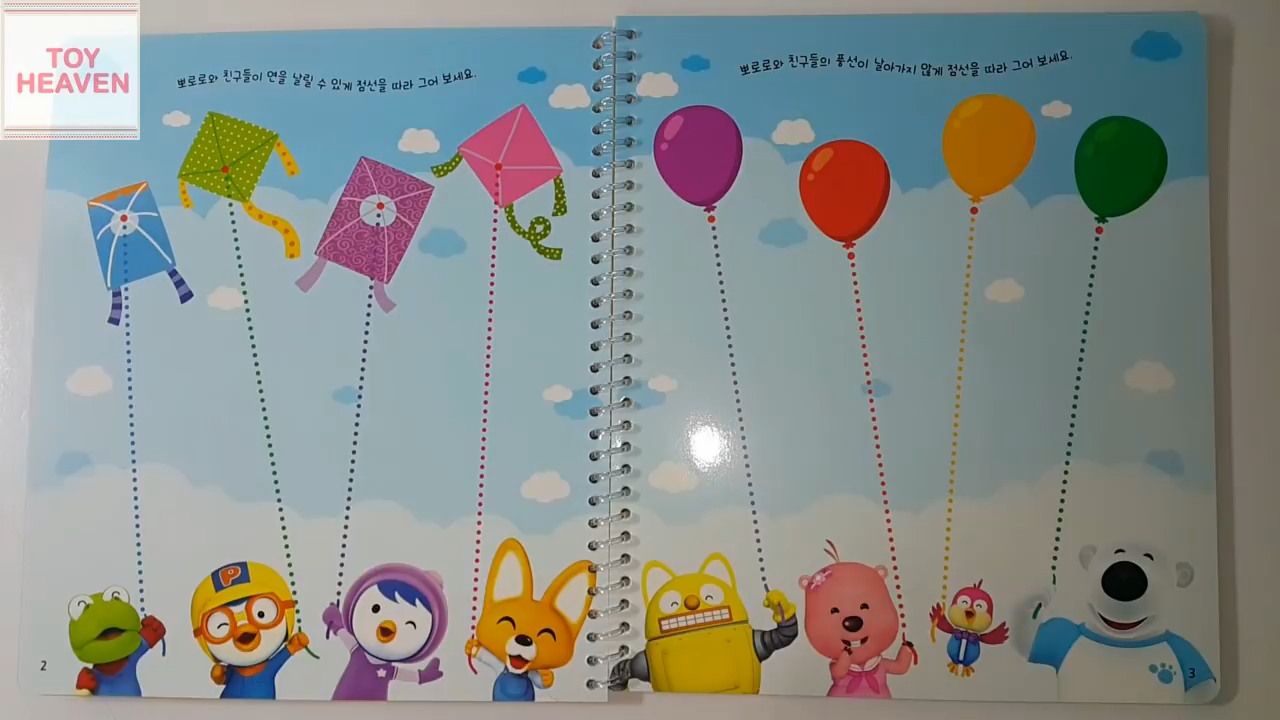 TOY
HEAVEN
뽀로로와 친구들이 연을 날릴 수 있게 점선을 따라 그어 보세요.
뽀로로와 친구들의 풍선이 날아가지 않게 점선을 따라 그어 보세요.
P
2
3